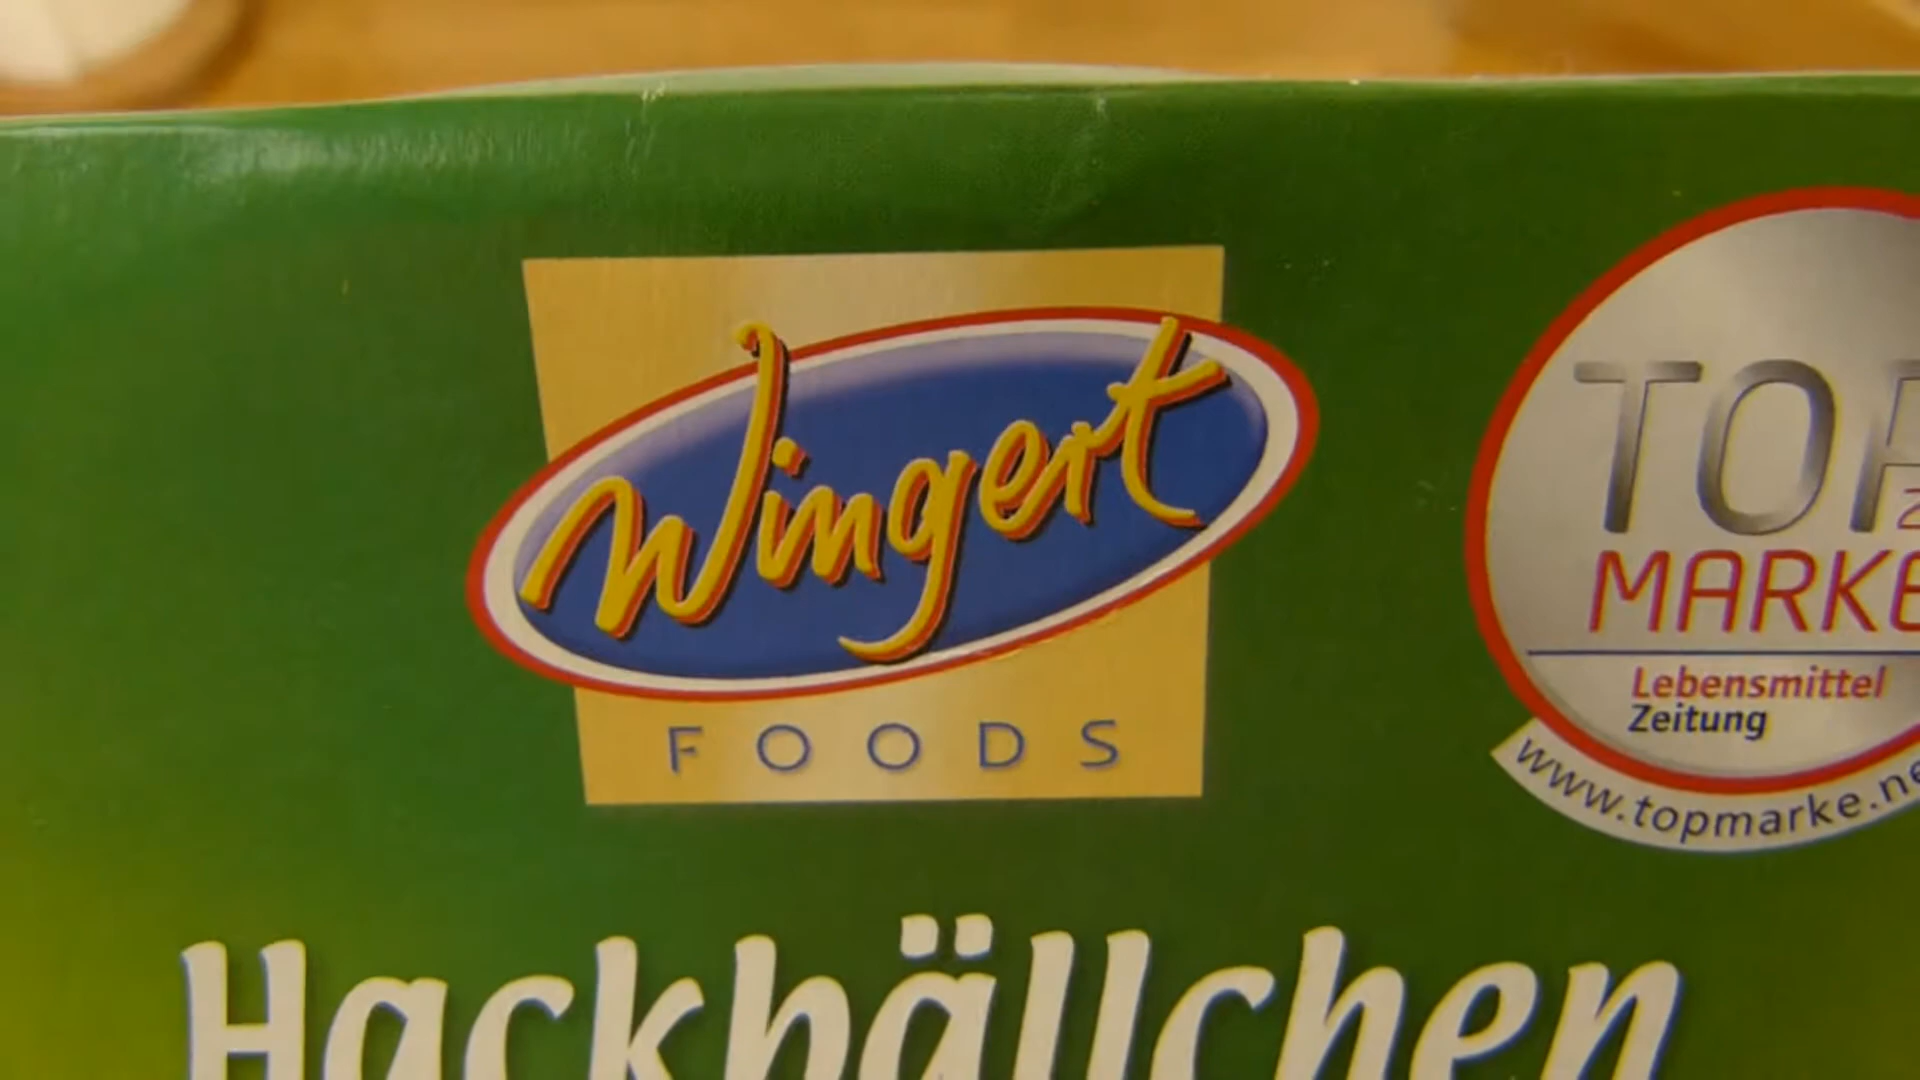 Wingert
FOODS
TOP
MARKE
Lebensmittel
Zeitung
www.topmarke.ne
Hackbällchen